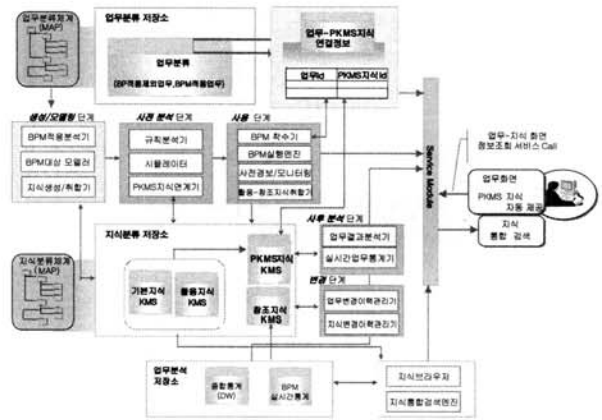 업무분류체계
(MAP)
업무분류 저장소
업무분류
(BP적용제외업무,BPM적용업무)
업무-PKMS지식
연결정보
업무Id
PKMS지식Id
생성/모델링 단계
BPM적용분석기
BPM대상 모델러
지식생성/취합기
사전 분석 단계
규칙분석기
시뮬레이터
PKMS지식연계기
사용 단계
BPM 착수기
BPM실행엔진
사전경보/모니터링
활용-창조지식취합기
Service Module
업무-지식 화면
정보조회 서비스 Call
업무화면
PKMS 지식
자동 제공
지식
통합 검색
지식분류체계
(MAP)
지식분류 저장소
기본지식
KMS
활용지식
KMS
PKMS지식
KMS
창조지식
KMS
사후 분석 단계
업무결과분석기
실시간업무통계기
변경 단계
업무변경이력관리기
지식변경이력관리기
업무분석
저장소
종합통계
(DW)
BPM
실시간통계
지식브라우저
지식통합검색엔진